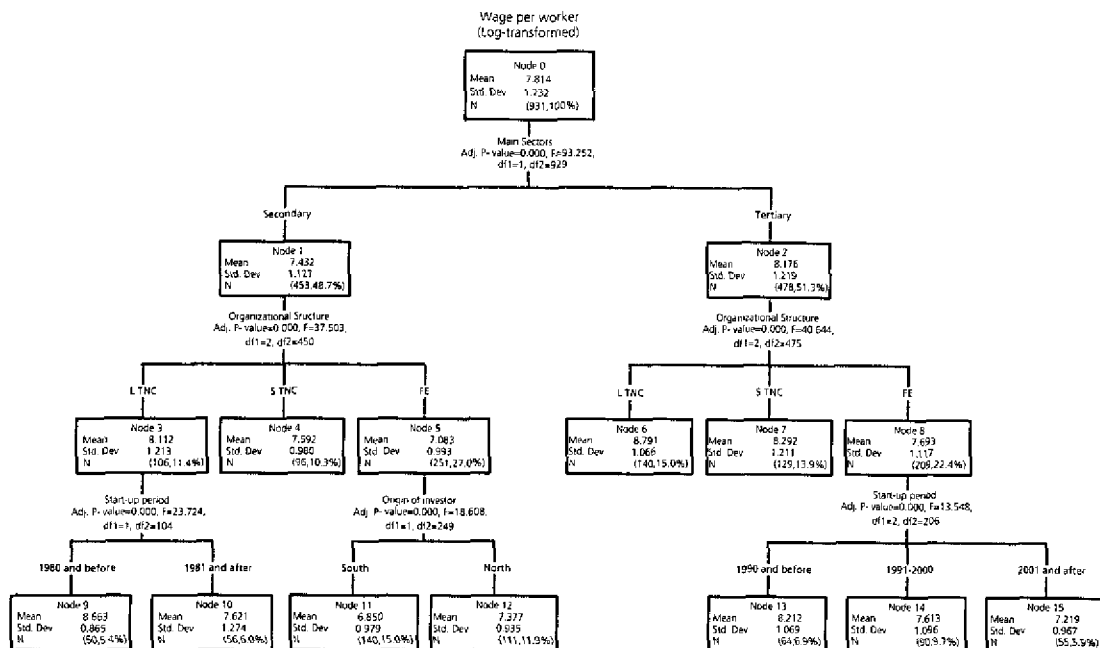 Wage per worker
(Log-transformed)
Node 0
Mean 7.814
Std. Dev 1.232
N (931,100%)
Main Sectors
Adj. P-value=0.000, F=93.252,
df1=1, df2=929
Secondary
Tertiary
Node 1
Mean 7.432
Std. Dev 1.127
N (453,48.7%)
Node 2
Mean 8.176
Std. Dev 1.219
N (478,51.3%)
Organizational Sructure
Adj. P-value=0.000, F=37.503,
df1=2, df2=450
Organizational Structure
Adj. P-value=0.000, F=40.644,
df1=2, df2=475
L TNC
S TNC
FE
L TNC
S TNC
FE
Node 3
Mean 8.112
Std. Dev 1.213
N (106,11.4%)
Node 4
Mean 7.592
Std. Dev 0.980
N (96,10.3%)
Node 5
Mean 7.083
Std. Dev 0.993
N (251,27.0%)
Node 6
Mean 8.791
Std. Dev 1.066
N (140,15.0%)
Node 7
Mean 8.292
Std. Dev 1.211
N (129,13.9%)
Node 8
Mean 7.693
Std. Dev 1.117
N (209,22.4%)
Start-up period
Adj. P-value=0.000, F=23.724,
df1=1, df2=104
Origin of investor
Adj. P-value=0.000, F=18.608,
df1=1, df2=249
Start-up period
Adj. P-value=0.000, F=13.548,
df1=2, df2=206
1980 and before
1981 and after
South
North
1990 and before
1991-2000
2001 and after
Node 9
Mean 8.663
Std. Dev 0.865
N (50,5.4%)
Node 10
Mean 7.621
Std. Dev 1.274
N (56,6.0%)
Node 11
Mean 6.850
Std. Dev 0.979
N (140,15.0%)
Node 12
Mean 7.377
Std. Dev 0.935
N (111,11.9%)
Node 13
Mean 8.212
Std. Dev 1.069
N (64,6.9%)
Node 14
Mean 7.613
Std. Dev 1.096
N (90,9.7%)
Node 15
Mean 7.219
Std. Dev 0.967
N (55,5.9%)